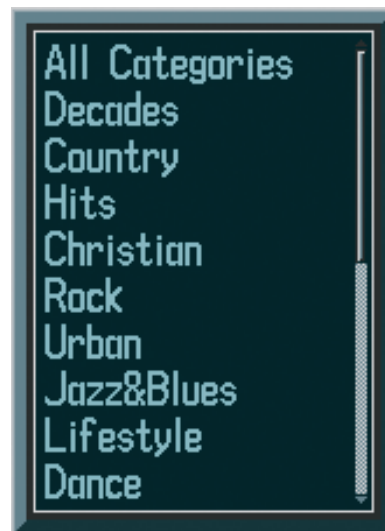 All Categories
Decades
Country
Hits
Christian
Rock
Urban
Jazz&Blues
Lifestyle
Dance